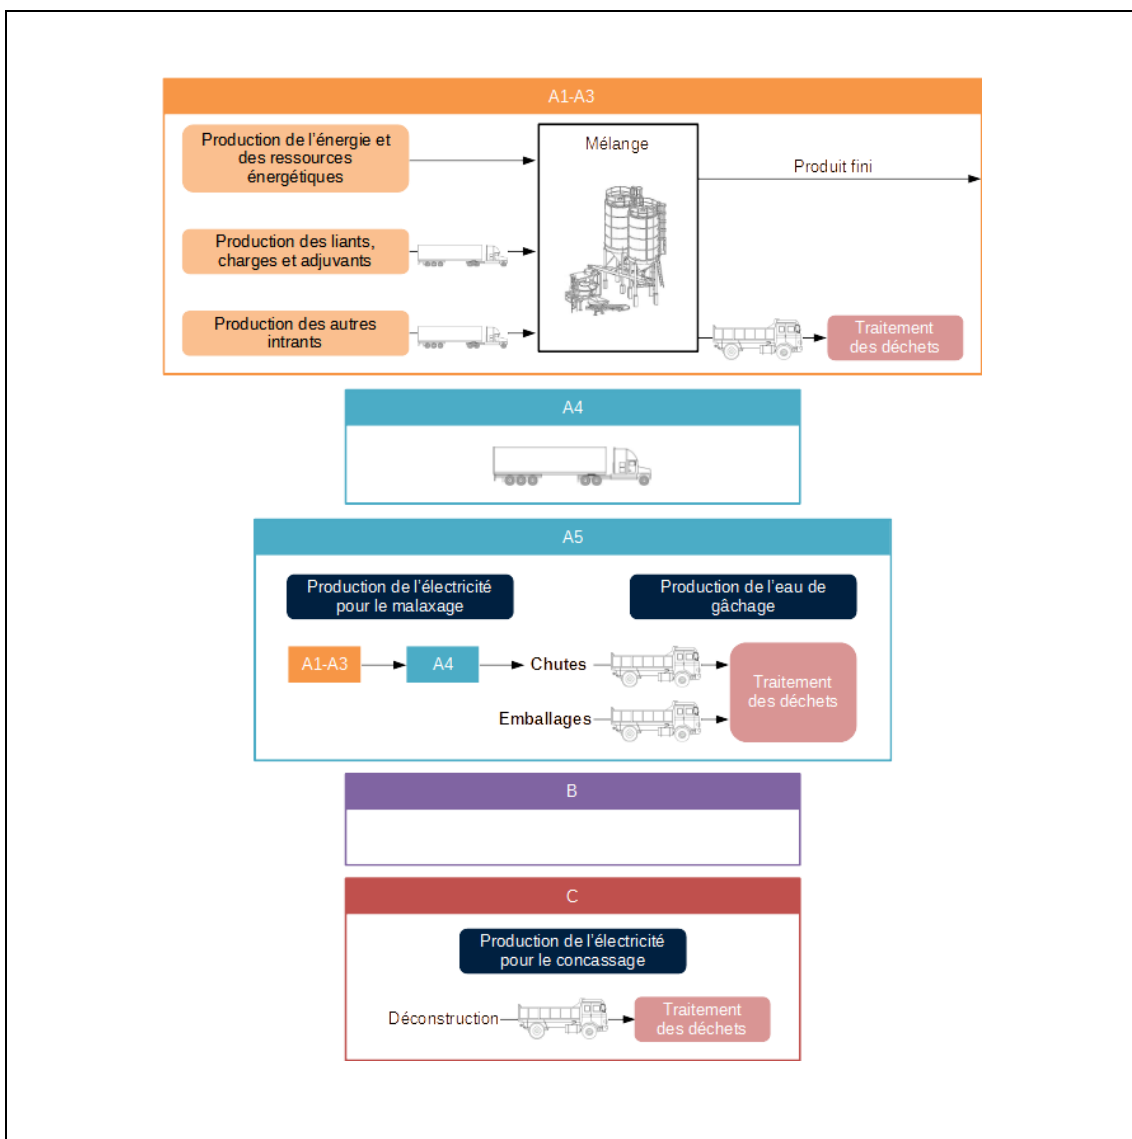 A1-A3
Production de l'énergie et
des ressources
énergétiques
Mélange
Produit fini
Production des liants,
charges et adjuvants
Production des autres
intrants
Traitement
des déchets
A4
A5
Production de l'électricité
pour le malaxage
Production de l'eau de
gâchage
A1-A3
A4
Chutes
Emballages
Traitement
des déchets
B
C
Production de l'électricité
pour le concassage
Déconstruction
Traitement
des déchets